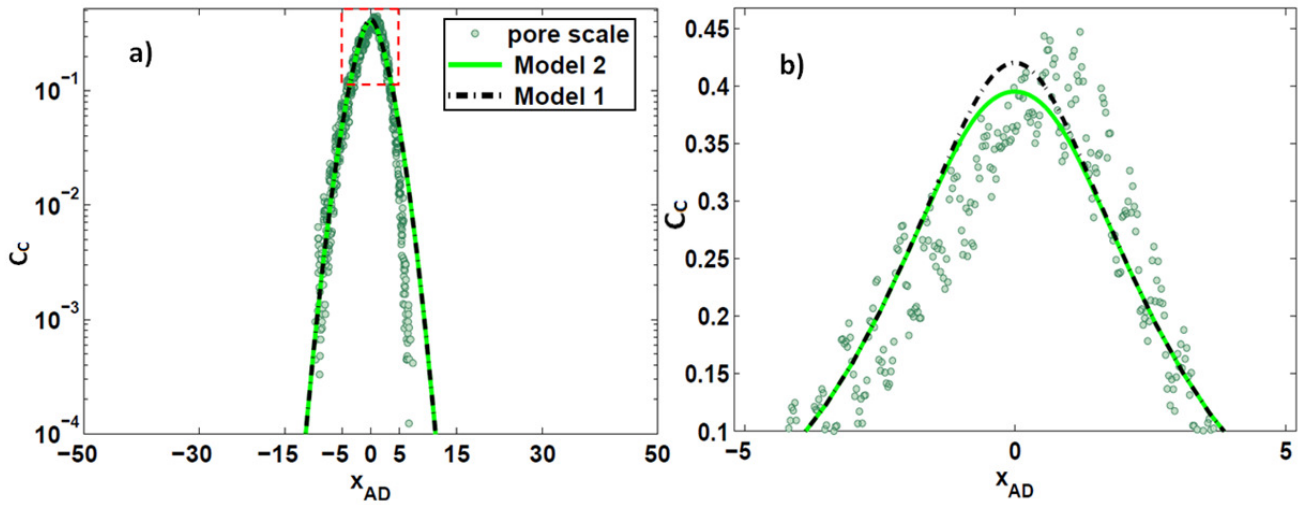 a)
pore scale
Model 2
Model 1
C_C
10⁻¹
10⁻²
10⁻³
10⁻⁴
−50 −30 −15 −5 0 5 15 30 50
x_AD
b)
C_C
0.45
0.4
0.35
0.3
0.25
0.2
0.15
0.1
−5 0 5
x_AD